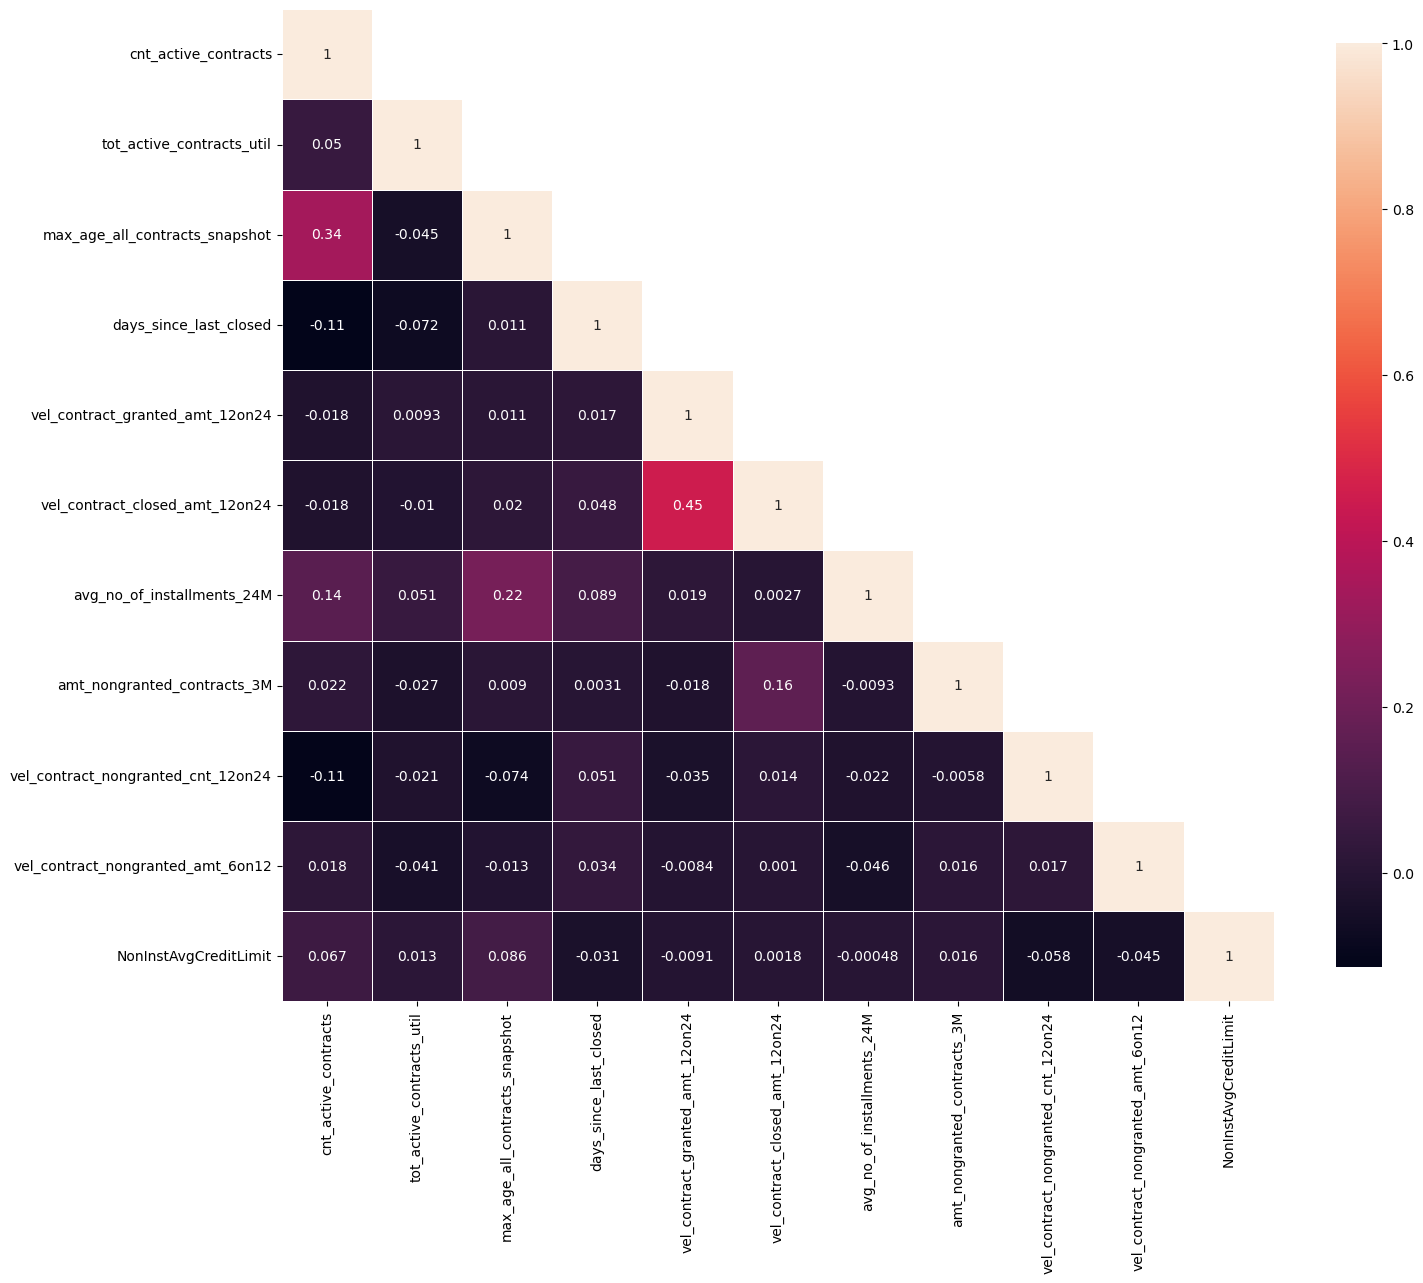 cnt_active_contracts 1 1.0
tot_active_contracts_util 0.05 1
0.8
max_age_all_contracts_snapshot 0.34 -0.045 1
days_since_last_closed -0.11 -0.072 0.011 1
0.6
vel_contract_granted_amt_12on24 -0.018 0.0093 0.011 0.017 1
vel_contract_closed_amt_12on24 -0.018 -0.01 0.02 0.048 0.45 1
0.4
avg_no_of_installments_24M 0.14 0.051 0.22 0.089 0.019 0.0027 1
amt_nongranted_contracts_3M 0.022 -0.027 0.009 0.0031 -0.018 0.16 -0.0093 1
0.2
vel_contract_nongranted_cnt_12on24 -0.11 -0.021 -0.074 0.051 -0.035 0.014 -0.022 -0.0058 1
vel_contract_nongranted_amt_6on12 0.018 -0.041 -0.013 0.034 -0.0084 0.001 -0.046 0.016 0.017 1
0.0
NonInstAvgCreditLimit 0.067 0.013 0.086 -0.031 -0.0091 0.0018 -0.00048 0.016 -0.058 -0.045 1
cnt_active_contracts
tot_active_contracts_util
max_age_all_contracts_snapshot
days_since_last_closed
vel_contract_granted_amt_12on24
vel_contract_closed_amt_12on24
avg_no_of_installments_24M
amt_nongranted_contracts_3M
vel_contract_nongranted_cnt_12on24
vel_contract_nongranted_amt_6on12
NonInstAvgCreditLimit